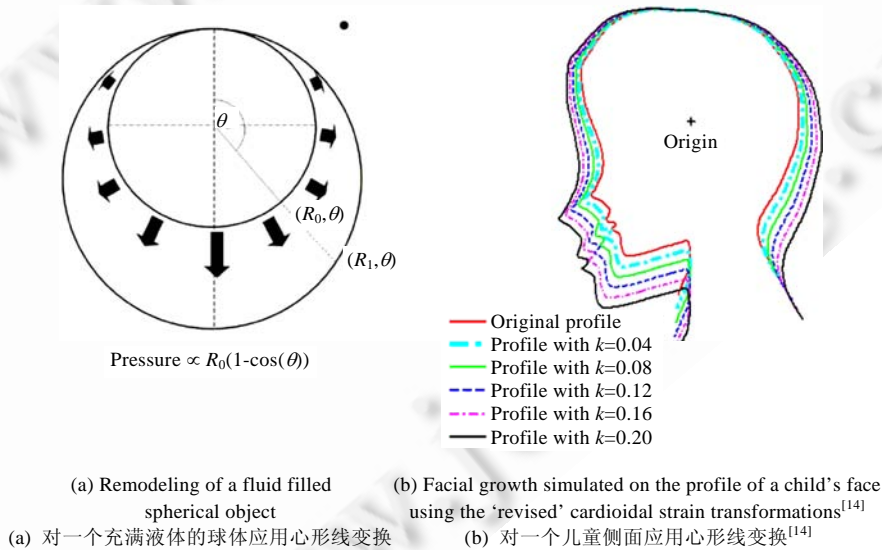 θ
(R₀,θ)
(R₁,θ)
Pressure ∝ R₀(1-cos(θ))
Origin
Original profile
Profile with k=0.04
Profile with k=0.08
Profile with k=0.12
Profile with k=0.16
Profile with k=0.20
(a) Remodeling of a fluid filled
spherical object
(b) Facial growth simulated on the profile of a child's face
using the 'revised' cardioidal strain transformations[14]
(a) 对一个充满液体的球体应用心形线变换
(b) 对一个儿童侧面应用心形线变换[14]